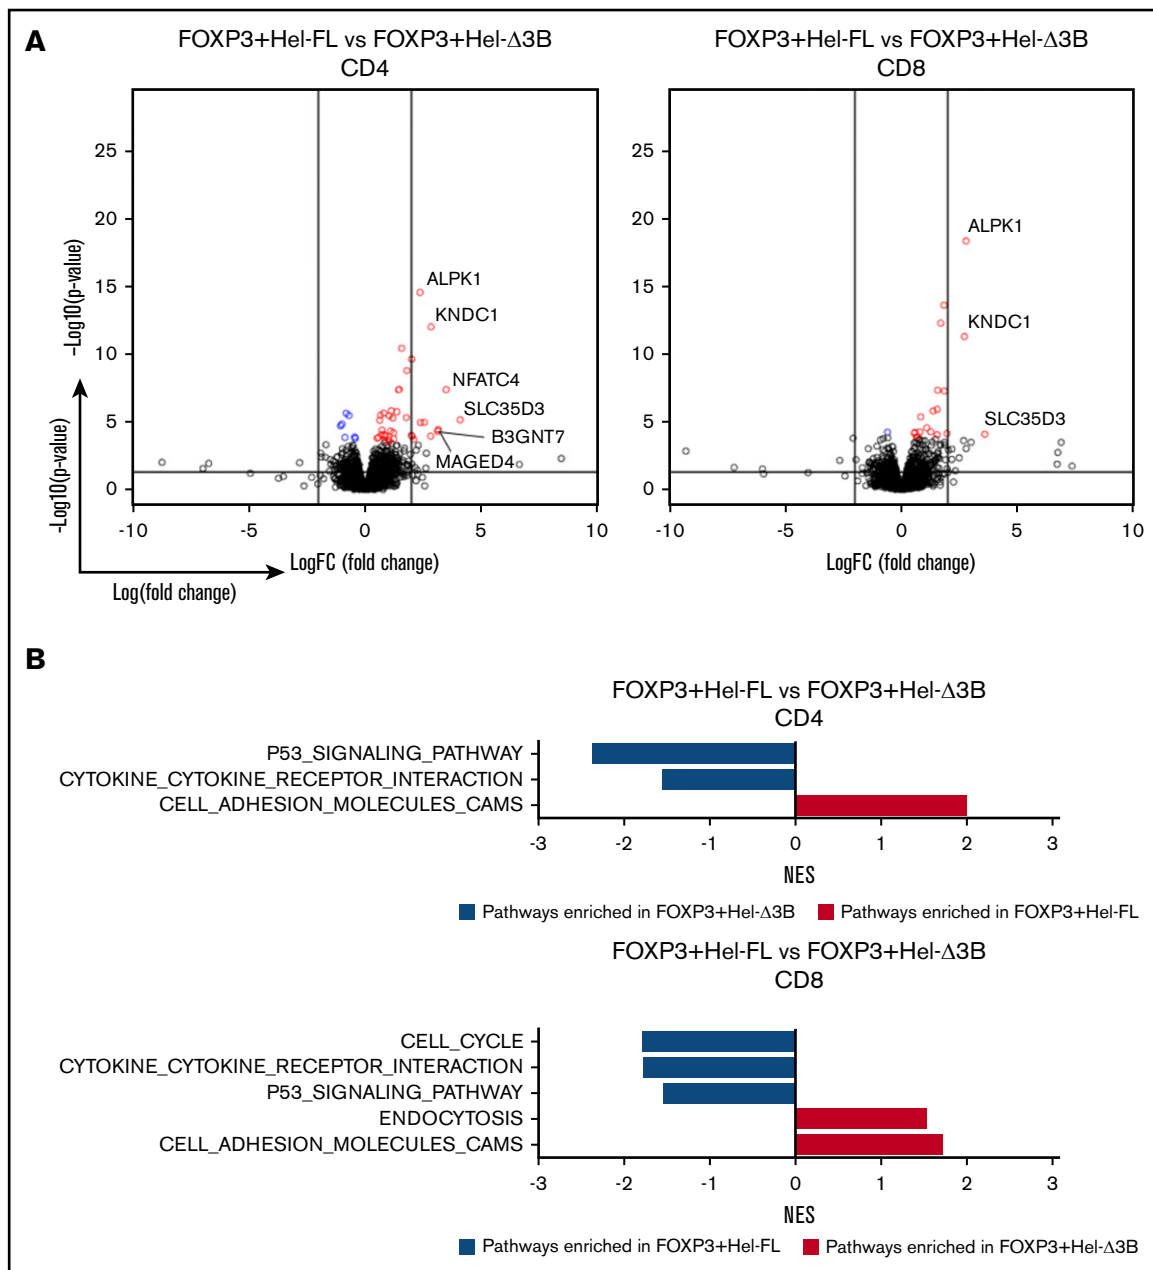 A
FOXP3+Hel-FL vs FOXP3+Hel-Δ3B
CD4
FOXP3+Hel-FL vs FOXP3+Hel-Δ3B
CD8
25
20
15
10
5
0
-10
-5
0
5
10
ALPK1
KNDC1
NFATC4
SLC35D3
B3GNT7
MAGED4
–Log10(p-value)
–Log10(p-value)
LogFC (fold change)
Log(fold change)
25
20
15
10
5
0
-10
-5
0
5
10
ALPK1
KNDC1
SLC35D3
LogFC (fold change)
B
FOXP3+Hel-FL vs FOXP3+Hel-Δ3B
CD4
P53_SIGNALING_PATHWAY
CYTOKINE_CYTOKINE_RECEPTOR_INTERACTION
CELL_ADHESION_MOLECULES_CAMS
-3
-2
-1
0
1
2
3
NES
Pathways enriched in FOXP3+Hel-Δ3B
Pathways enriched in FOXP3+Hel-FL
FOXP3+Hel-FL vs FOXP3+Hel-Δ3B
CD8
CELL_CYCLE
CYTOKINE_CYTOKINE_RECEPTOR_INTERACTION
P53_SIGNALING_PATHWAY
ENDOCYTOSIS
CELL_ADHESION_MOLECULES_CAMS
-3
-2
-1
0
1
2
3
NES
Pathways enriched in FOXP3+Hel-FL
Pathways enriched in FOXP3+Hel-Δ3B